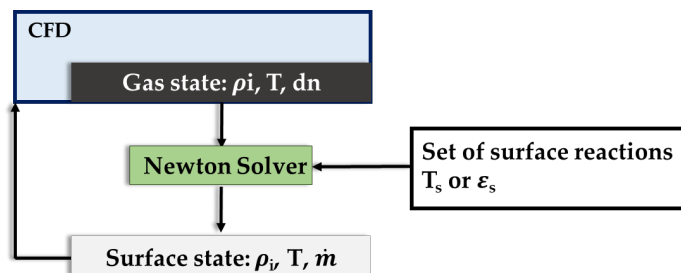 CFD
Gas state: ρi, T, dn
Newton Solver
Set of surface reactions
Tₛ or εₛ
Surface state: ρᵢ, T, ṁ